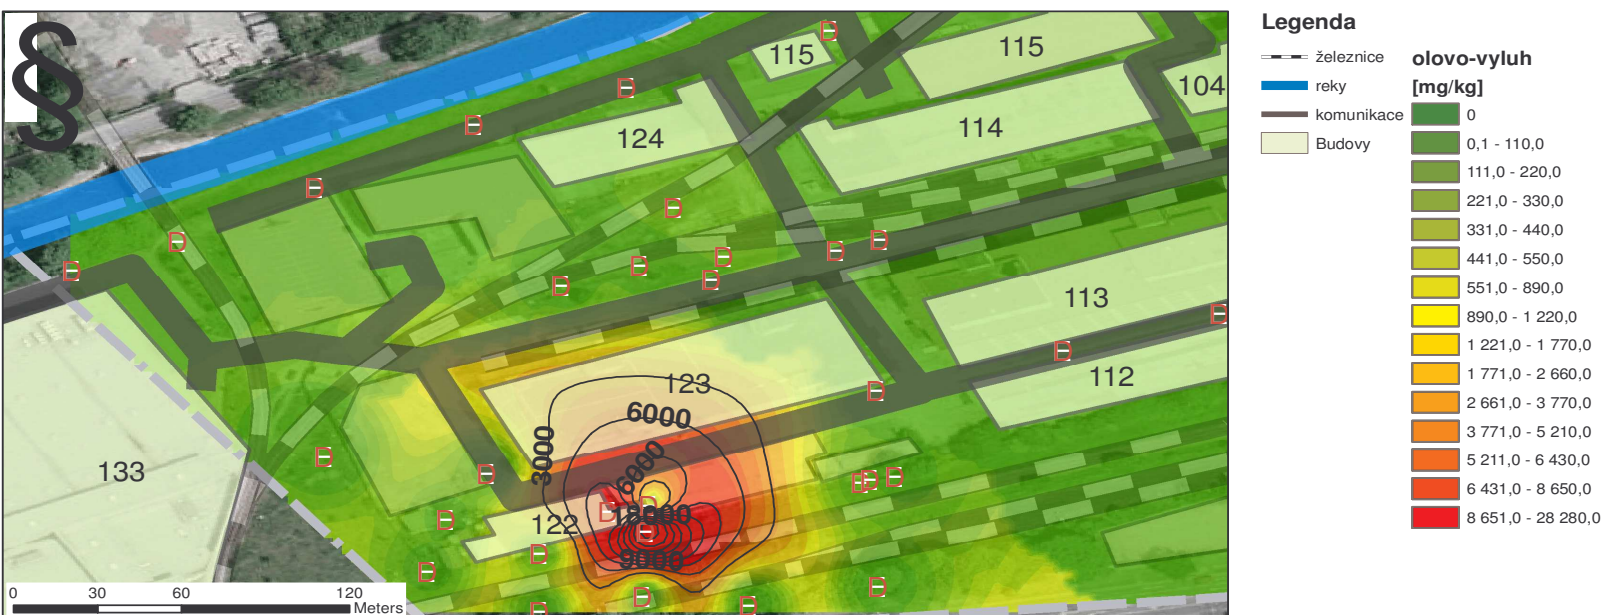 §
115
115
104
124
114
113
112
123
6000
3000
6000
18000
122
9000
133
0 30 60 120
Meters
Legenda
železnice
reky
komunikace
Budovy
olovo-vyluh
[mg/kg]
0
0,1 - 110,0
111,0 - 220,0
221,0 - 330,0
331,0 - 440,0
441,0 - 550,0
551,0 - 890,0
890,0 - 1 220,0
1 221,0 - 1 770,0
1 771,0 - 2 660,0
2 661,0 - 3 770,0
3 771,0 - 5 210,0
5 211,0 - 6 430,0
6 431,0 - 8 650,0
8 651,0 - 28 280,0